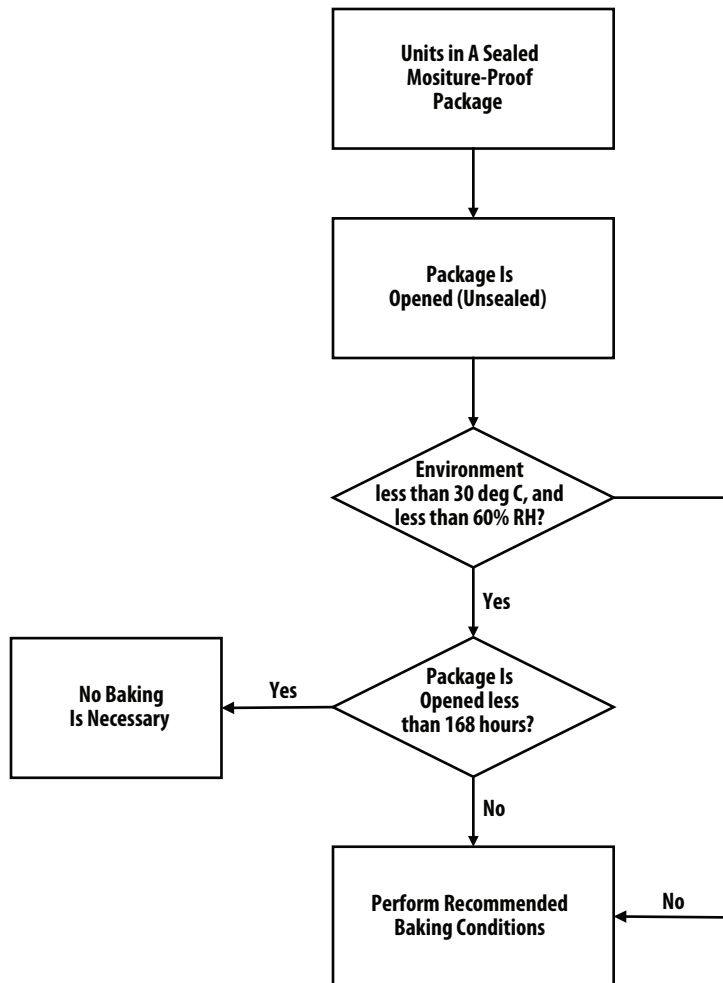 Units in A Sealed
Mositure-Proof
Package
Package Is
Opened (Unsealed)
Environment
less than 30 deg C, and
less than 60% RH?
Yes
Package Is
Opened less
than 168 hours?
Yes
No Baking
Is Necessary
No
Perform Recommended
Baking Conditions
No